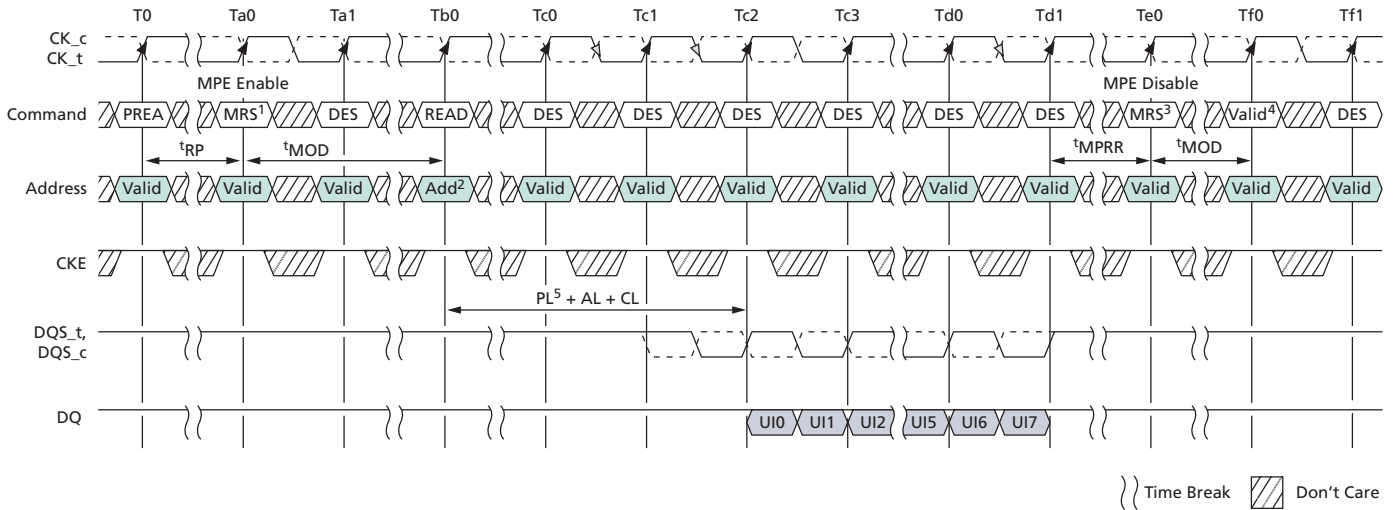 T0 Ta0 Ta1 Tb0 Tc0 Tc1 Tc2 Tc3 Td0 Td1 Te0 Tf0 Tf1
CK_c
CK_t
MPE Enable MPE Disable
Command PREA MRS¹ DES READ DES DES DES DES DES DES MRS³ Valid⁴ DES
tRP tMOD tMPRR tMOD
Address Valid Valid Valid Add² Valid Valid Valid Valid Valid Valid Valid Valid Valid
CKE
PL⁵ + AL + CL
DQS_t,
DQS_c
DQ UI0 UI1 UI2 UI5 UI6 UI7
Time Break Don't Care